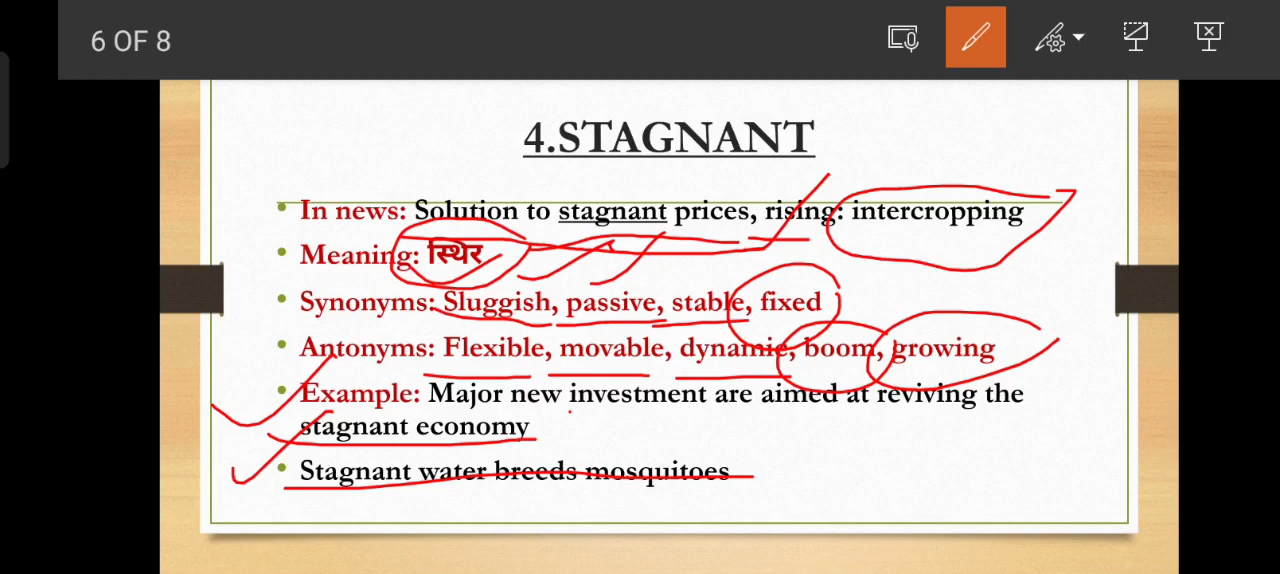 6 OF 8
4.STAGNANT
• In news: Solution to stagnant prices, rising: intercropping
• Meaning: स्थिर
• Synonyms: Sluggish, passive, stable, fixed
• Antonyms: Flexible, movable, dynamic, boom, growing
• Example: Major new investment are aimed at reviving the
stagnant economy
• Stagnant water breeds mosquitoes